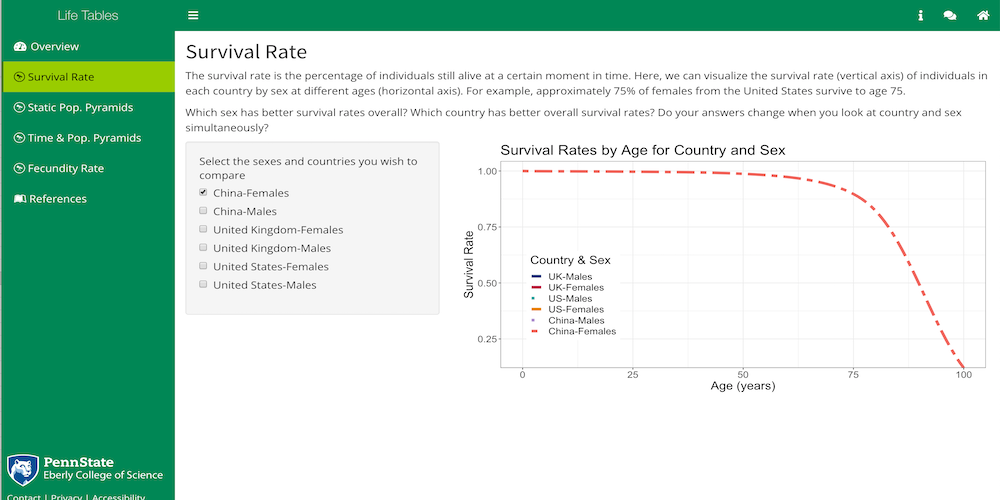 Life Tables
Overview
Survival Rate
Static Pop. Pyramids
Time & Pop. Pyramids
Fecundity Rate
References
PennState
Eberly College of Science
Contact | Privacy | Accessibility
Survival Rate
The survival rate is the percentage of individuals still alive at a certain moment in time. Here, we can visualize the survival rate (vertical axis) of individuals in
each country by sex at different ages (horizontal axis). For example, approximately 75% of females from the United States survive to age 75.
Which sex has better survival rates overall? Which country has better overall survival rates? Do your answers change when you look at country and sex
simultaneously?
Select the sexes and countries you wish to
compare
China-Females
China-Males
United Kingdom-Females
United Kingdom-Males
United States-Females
United States-Males
Survival Rates by Age for Country and Sex
1.00
0.75
0.50
0.25
Survival Rate
Country & Sex
UK-Males
UK-Females
US-Males
US-Females
China-Males
China-Females
0
25
50
75
100
Age (years)